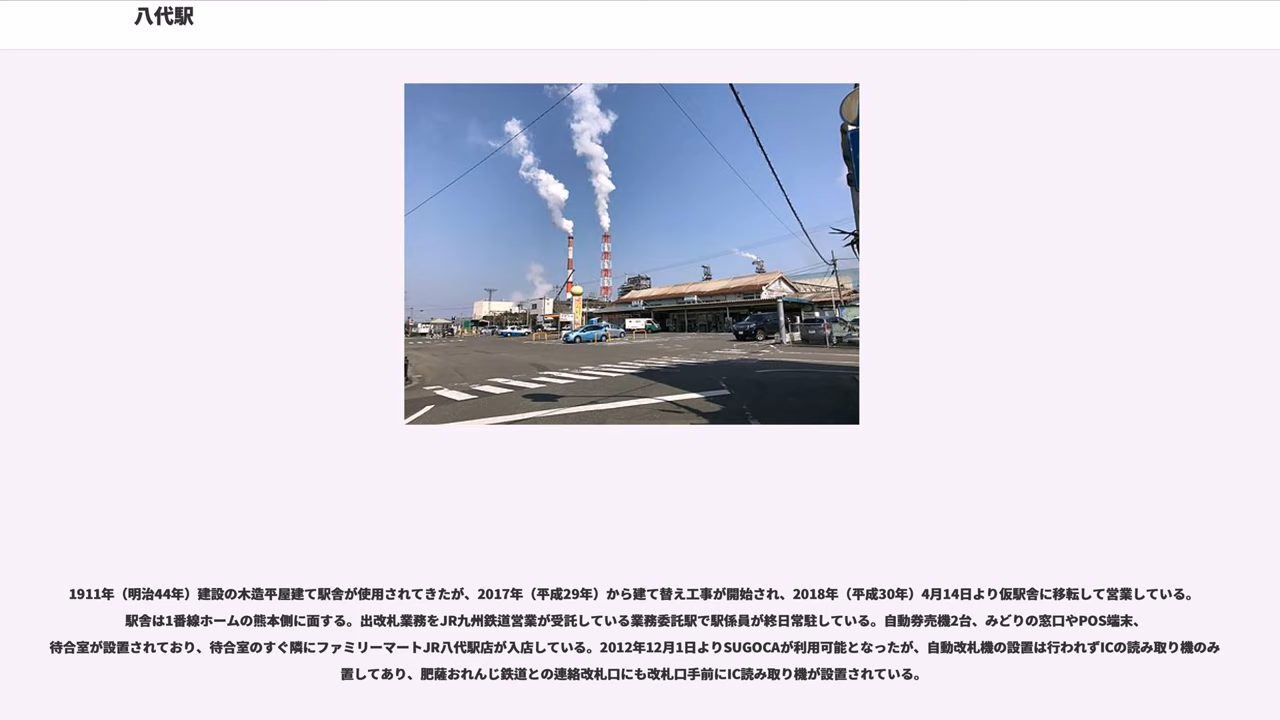 八代駅
1911年（明治44年）建設の木造平屋建て駅舎が使用されてきたが、2017年（平成29年）から建て替え工事が開始され、2018年（平成30年）4月14日より仮駅舎に移転して営業している。
駅舎は1番線ホームの熊本側に面する。出改札業務をJR九州鉄道営業が受託している業務委託駅で駅係員が終日常駐している。自動券売機2台、みどりの窓口やPOS端末、
待合室が設置されており、待合室のすぐ隣にファミリーマートJR八代駅店が入店している。2012年12月1日よりSUGOCAが利用可能となったが、自動改札機の設置は行われずICの読み取り機のみ
置してあり、肥薩おれんじ鉄道との連絡改札口にも改札口手前にIC読み取り機が設置されている。